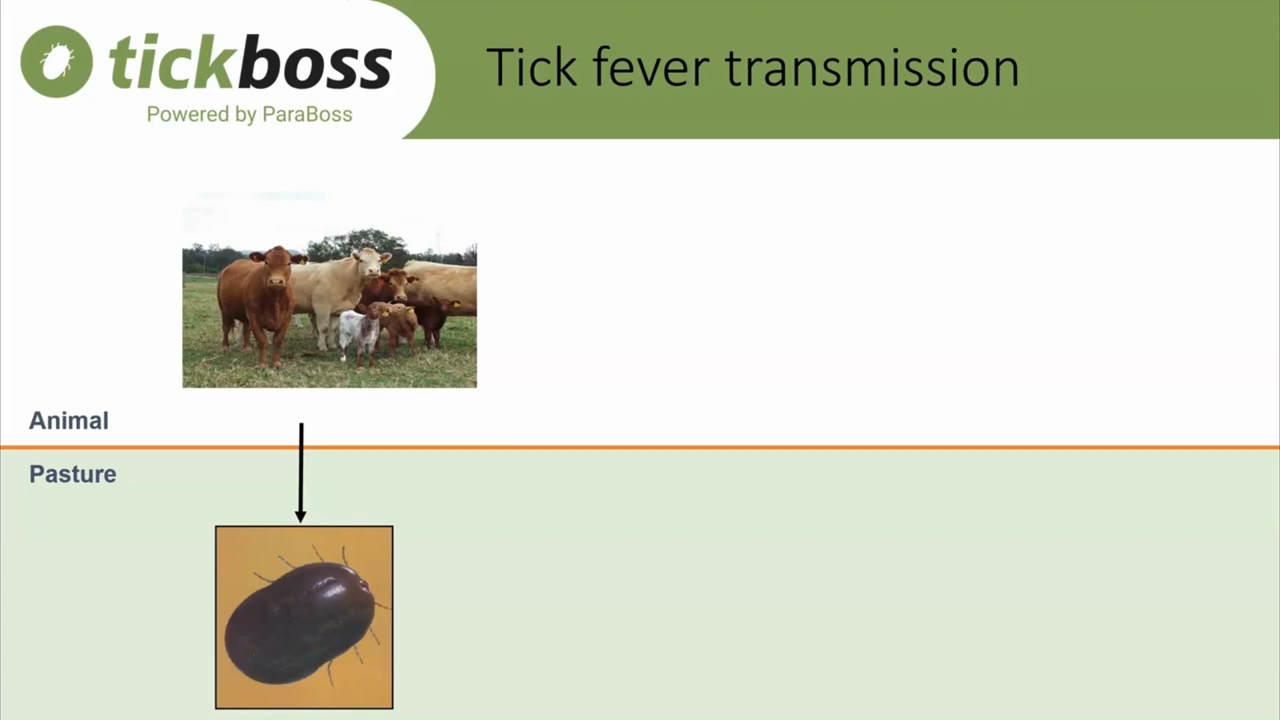 tickboss
Powered by ParaBoss
Tick fever transmission
Animal
Pasture